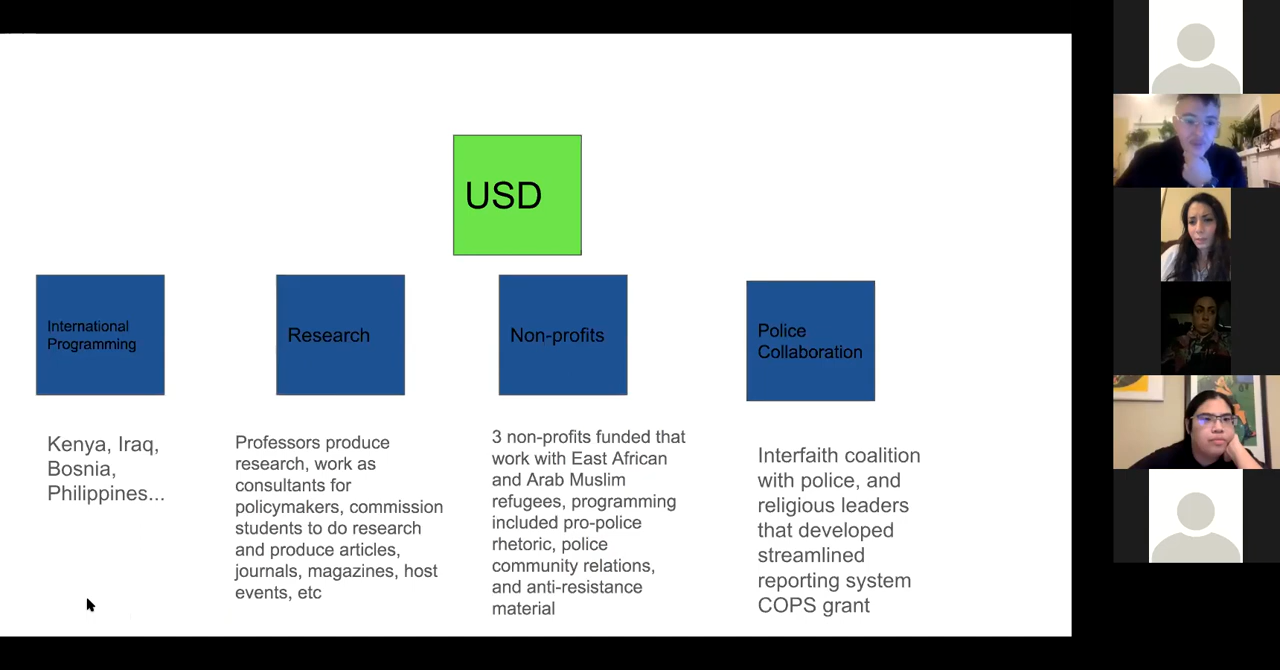 USD
International
Programming
Research
Non-profits
Police
Collaboration
Kenya, Iraq,
Bosnia,
Philippines...
Professors produce
research, work as
consultants for
policymakers, commission
students to do research
and produce articles,
journals, magazines, host
events, etc
3 non-profits funded that
work with East African
and Arab Muslim
refugees, programming
included pro-police
rhetoric, police
community relations,
and anti-resistance
material
Interfaith coalition
with police, and
religious leaders
that developed
streamlined
reporting system
COPS grant